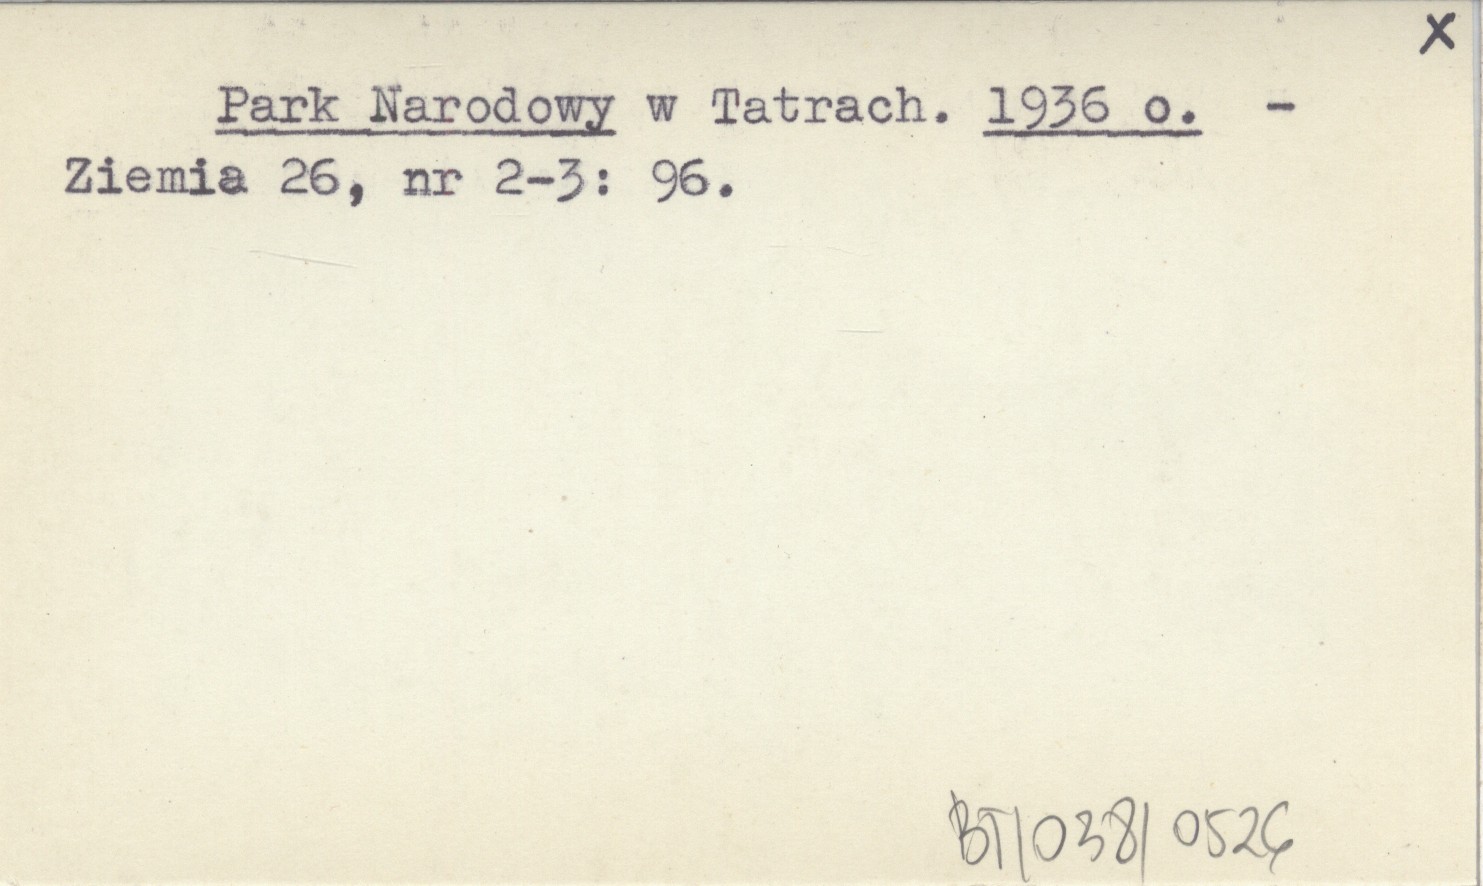 x
Park Narodowy w Tatrach. 1936 o. -
Ziemia 26, nr 2-3: 96.
BT/038/0526